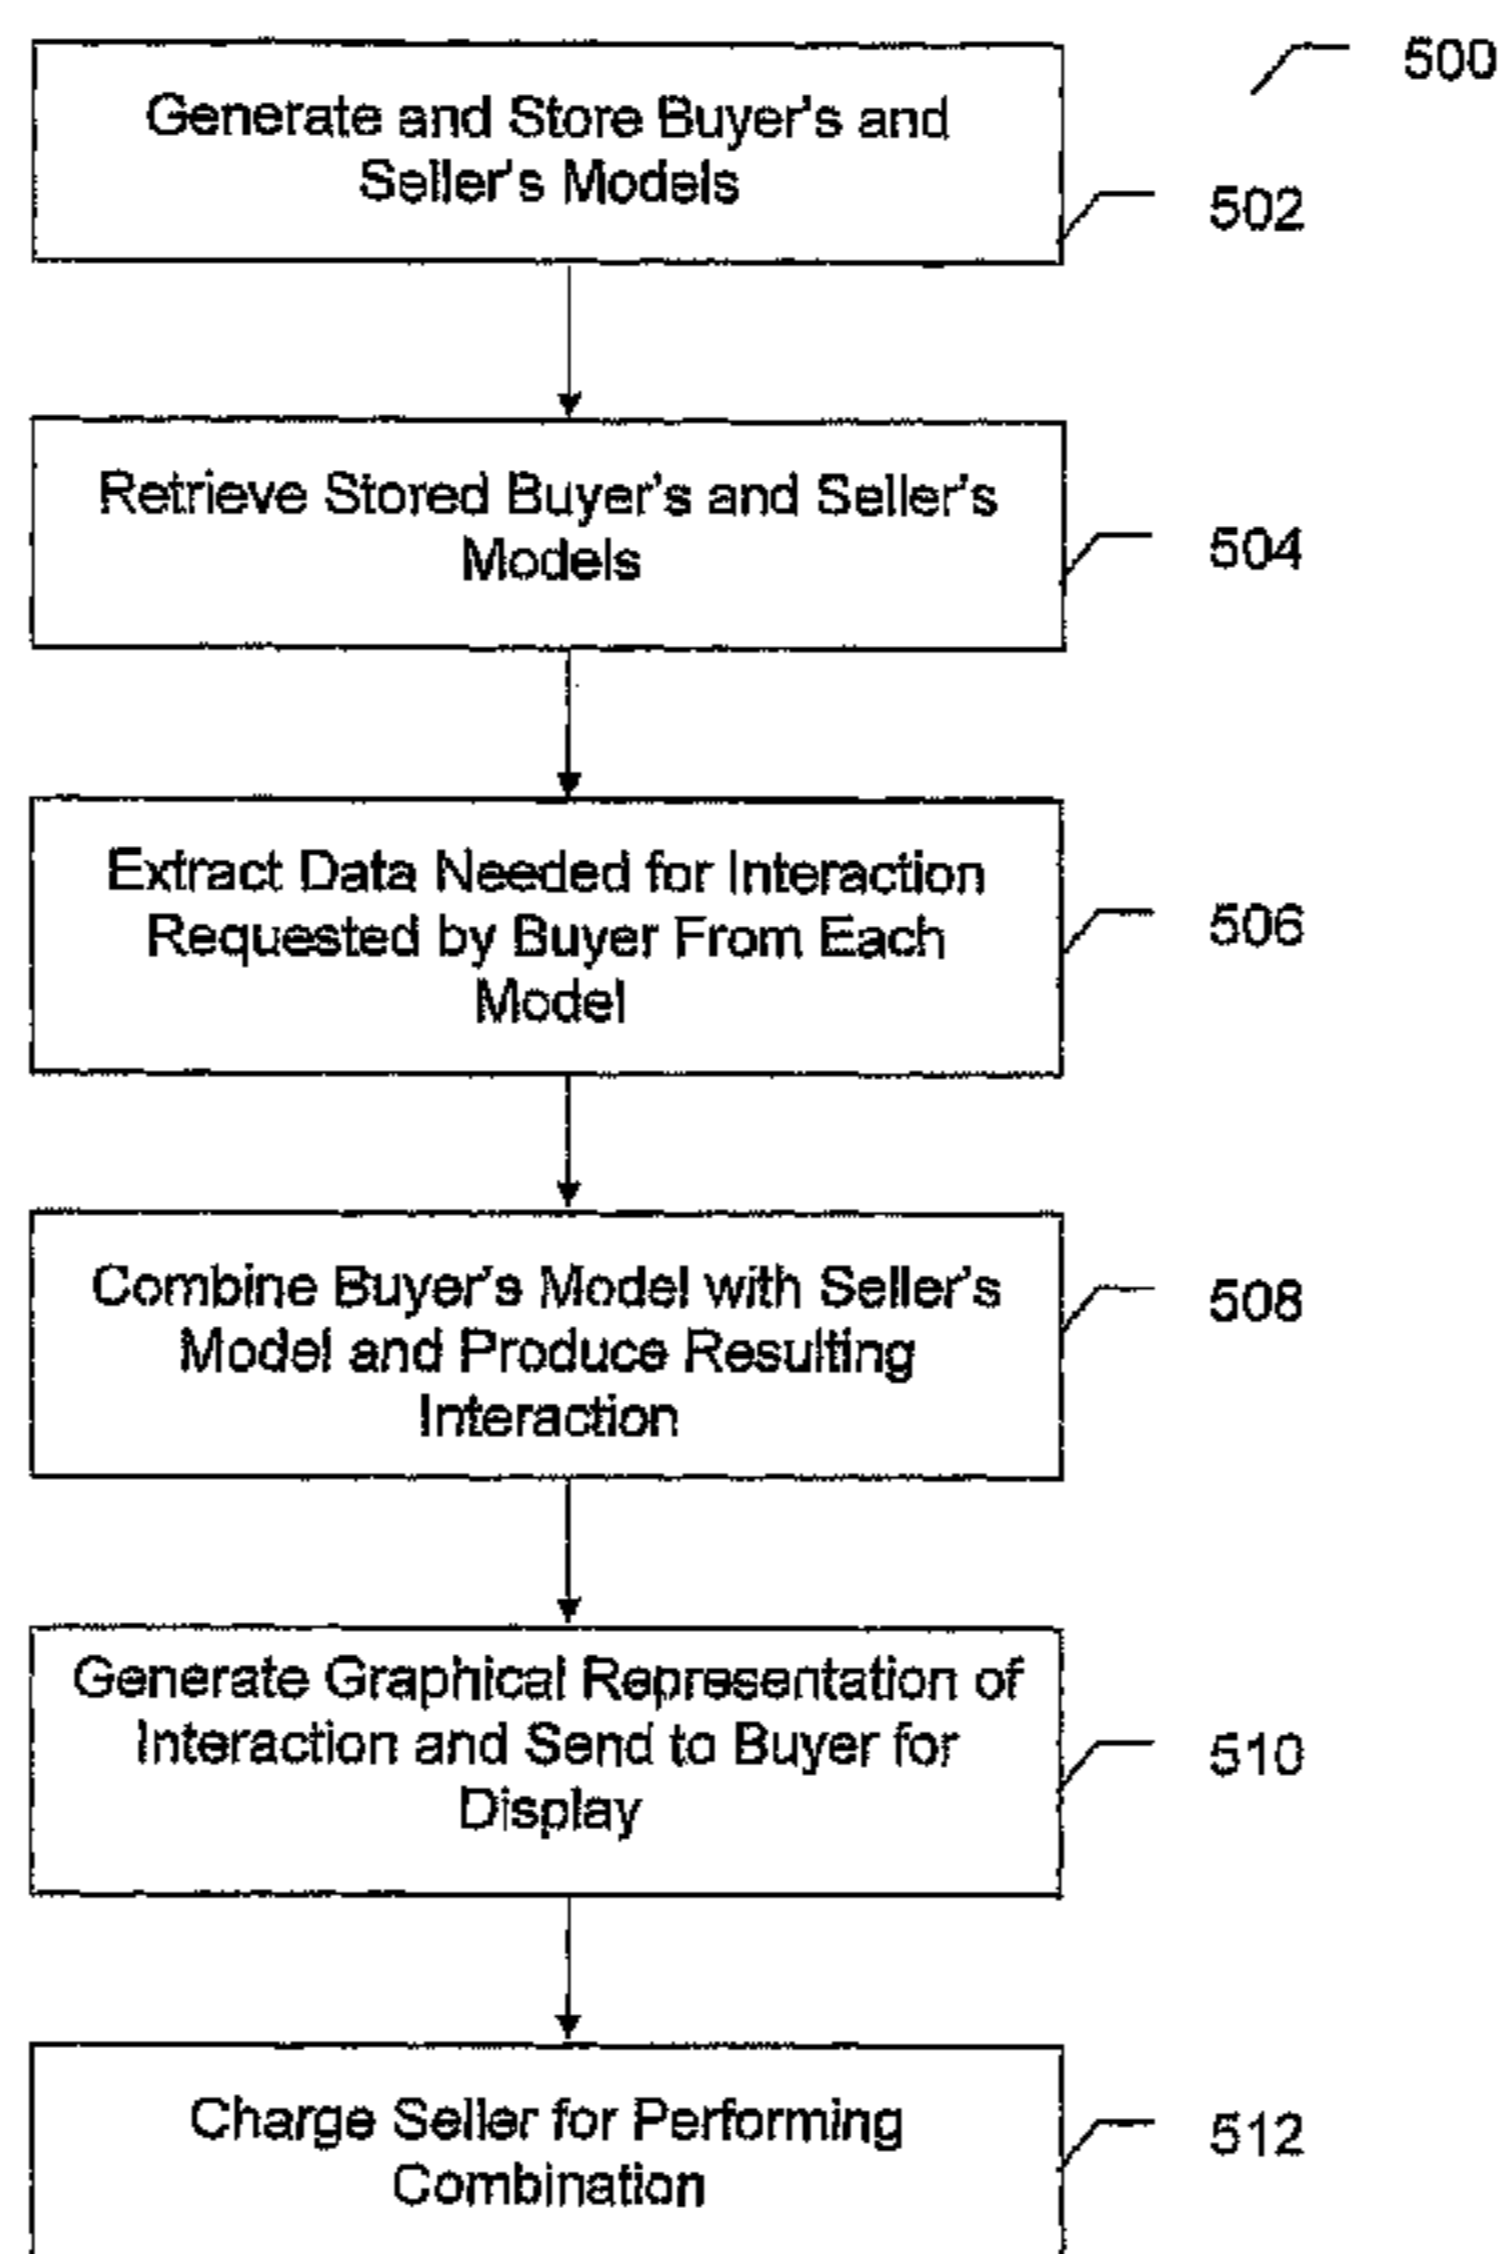 500
Generate and Store Buyer's and
Seller's Models
502
Retrieve Stored Buyer's and Seller's
Models
504
Extract Data Needed for Interaction
Requested by Buyer From Each
Model
506
Combine Buyer's Model with Seller's
Model and Produce Resulting
Interaction
508
Generate Graphical Representation of
Interaction and Send to Buyer for
Display
510
Charge Seller for Performing
Combination
512